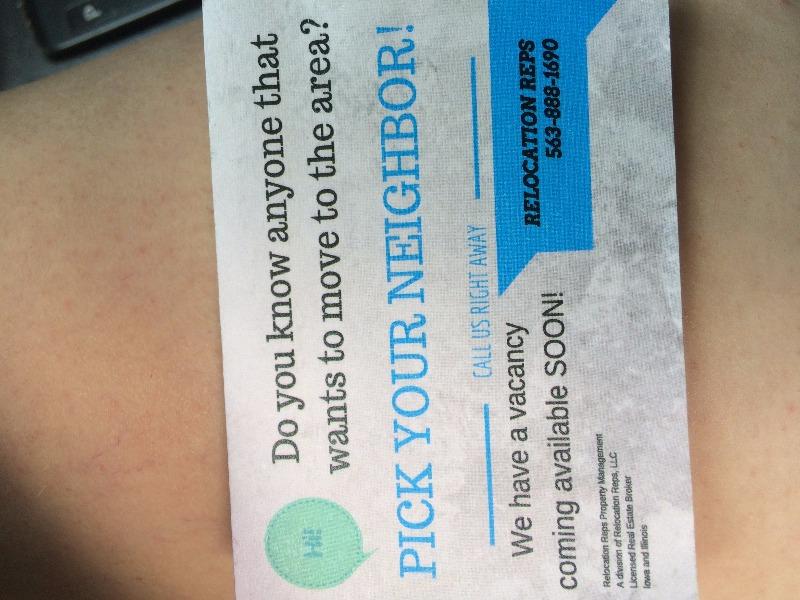 Hi!
Do you know anyone that
wants to move to the area?
PICK YOUR NEIGHBOR!
CALL US RIGHT AWAY
We have a vacancy
coming available SOON!
RELOCATION REPS
563-888-1690
Relocation Reps Property Management
A division of Relocation Reps, LLC
Licensed Real Estate Broker
Iowa and Illinois
P